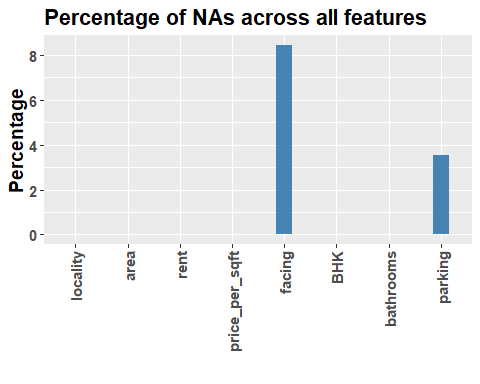 Percentage of NAs across all features
Percentage
8
6
4
2
0
locality
area
rent
price_per_sqft
facing
BHK
bathrooms
parking